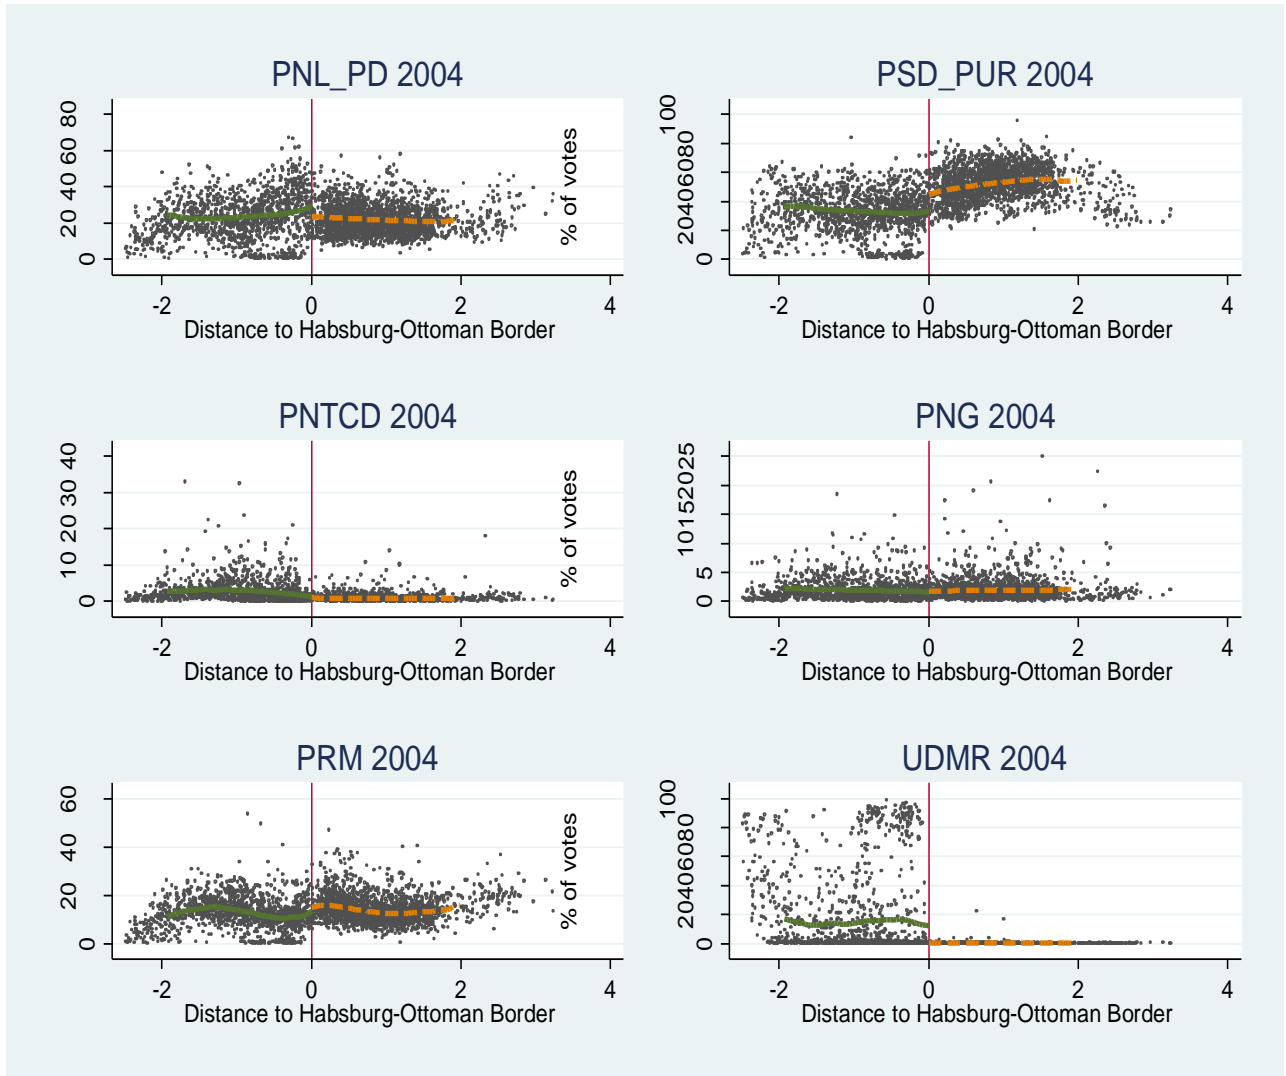 PNL_PD 2004
% of votes
0 20 40 60 80
-2 0 2 4
Distance to Habsburg-Ottoman Border
PSD_PUR 2004
% of votes
0 20406080 100
-2 0 2 4
Distance to Habsburg-Ottoman Border
PNTCD 2004
0 10 20 30 40
-2 0 2 4
Distance to Habsburg-Ottoman Border
PNG 2004
% of votes
0 5 10152025
-2 0 2 4
Distance to Habsburg-Ottoman Border
PRM 2004
0 20 40 60
-2 0 2 4
Distance to Habsburg-Ottoman Border
UDMR 2004
0 20406080 100
-2 0 2 4
Distance to Habsburg-Ottoman Border